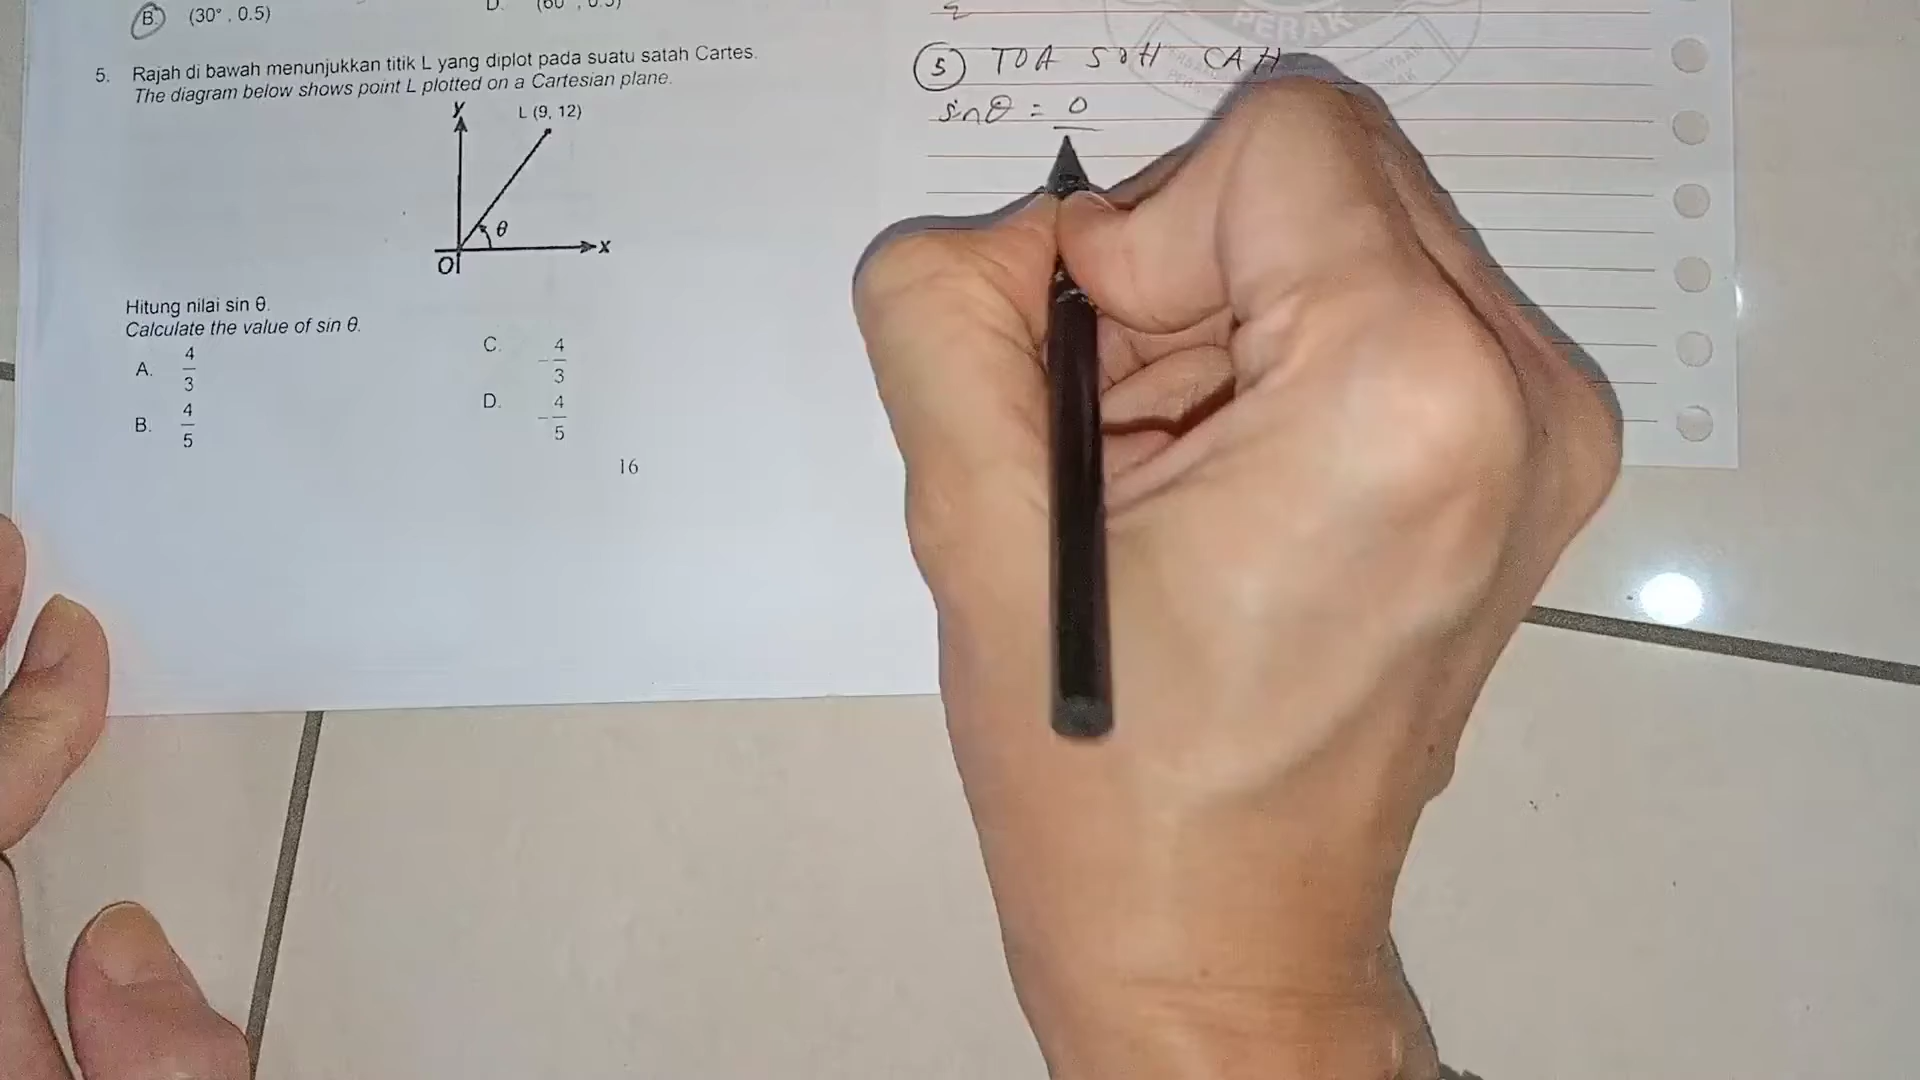 B. (30°, 0.5)
D.
5. Rajah di bawah menunjukkan titik L yang diplot pada suatu satah Cartes.
The diagram below shows point L plotted on a Cartesian plane.
y
L (9, 12)
θ
x
O
Hitung nilai sin θ.
Calculate the value of sin θ.
A. 4/3
B. 4/5
C. -4/3
D. -4/5
16
PERAK
5 TOA SOH CAH
sinθ = O